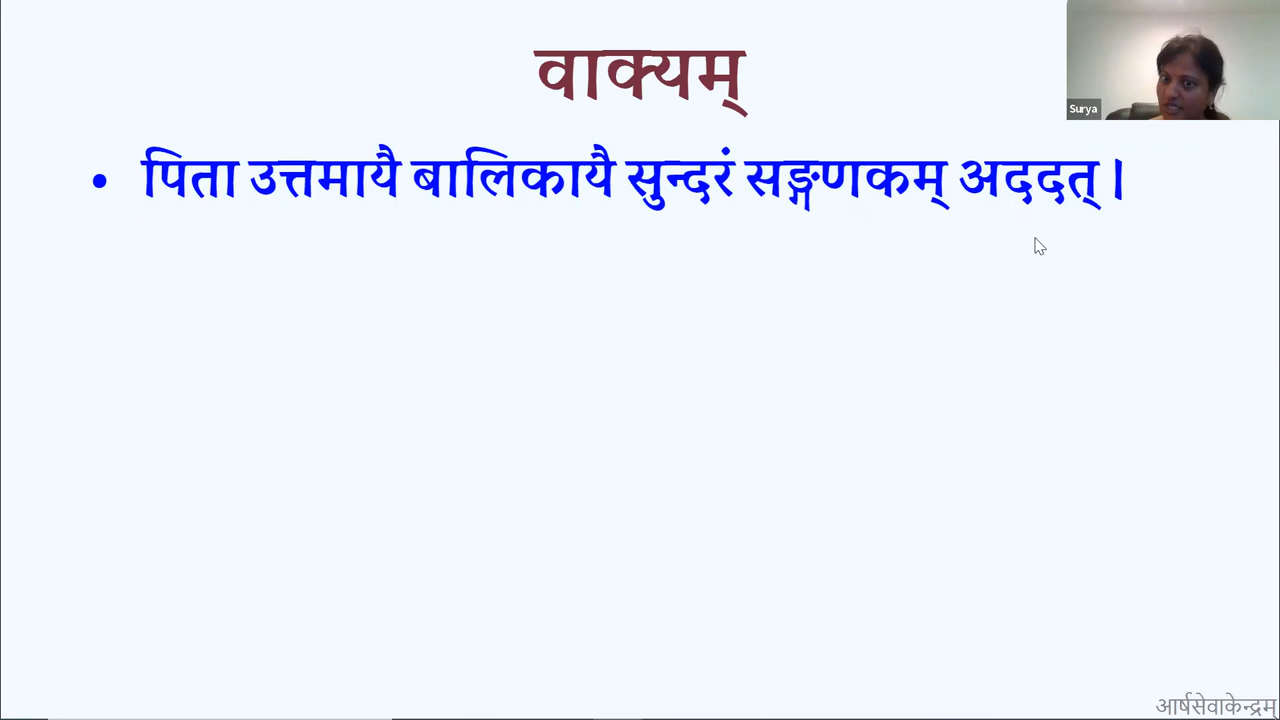 वाक्यम्
Surya
• पिता उत्तमायै बालिकायै सुन्दरं सङ्गणकम् अददत् ।
आर्षसेवाकेन्द्रम्